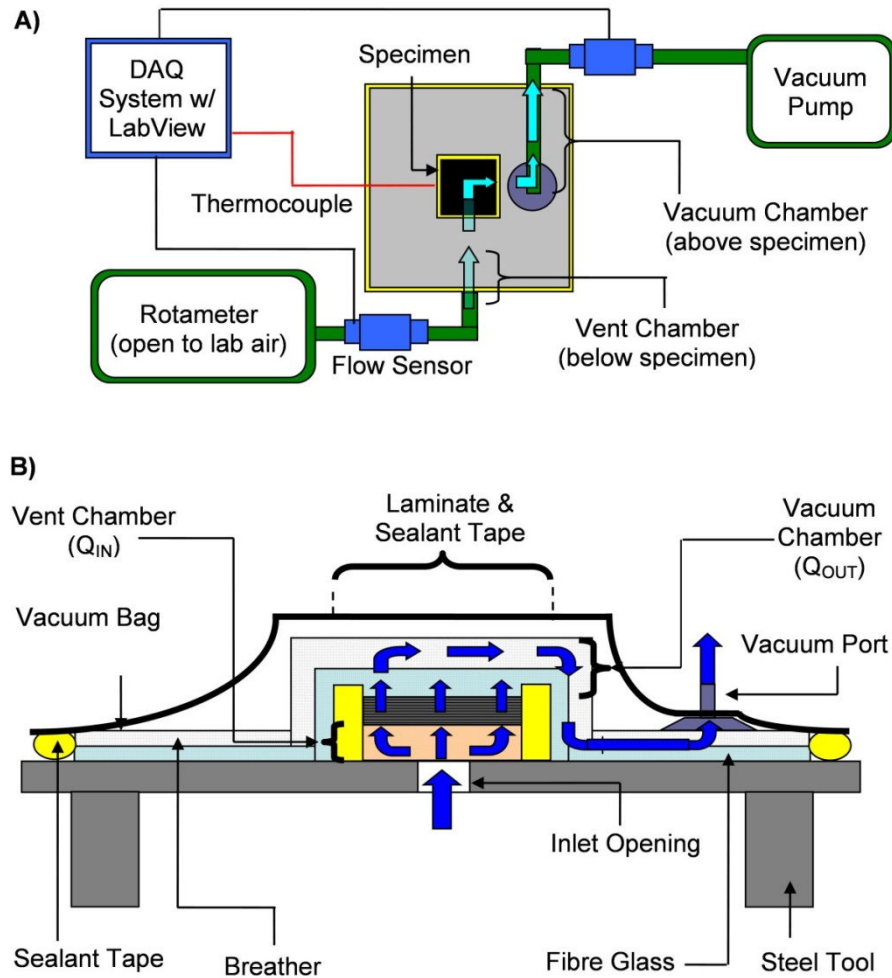 A)
DAQ
System w/
LabView
Specimen
Vacuum
Pump
Thermocouple
Vacuum Chamber
(above specimen)
Rotameter
(open to lab air)
Flow Sensor
Vent Chamber
(below specimen)
B)
Vent Chamber
(QIN)
Laminate &
Sealant Tape
Vacuum
Chamber
(QOUT)
Vacuum Bag
Vacuum Port
Inlet Opening
Sealant Tape
Breather
Fibre Glass
Steel Tool